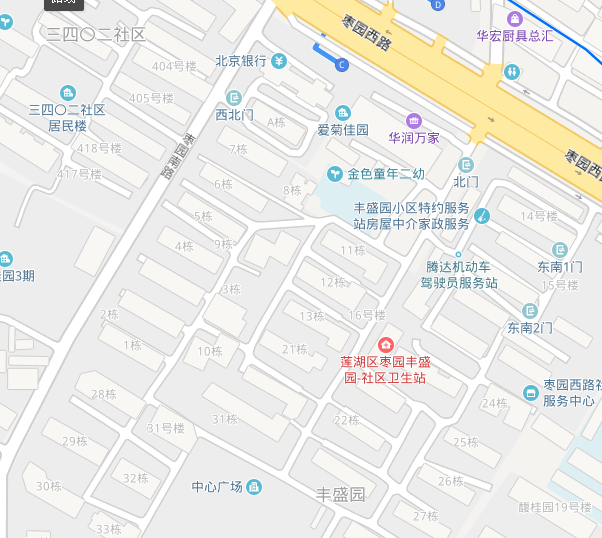 D
华宏厨具总汇
枣园西路
三四〇二社区
C
404号楼
北京银行
¥
405号楼
三四〇二社区
居民楼
西北门
A栋
爱菊佳园
华润万家
枣园南路
418号楼
417号楼
7栋
金色童年二幼
北门
6栋
8栋
丰盛园小区特约服务
站房屋中介家政服务
14号楼
5栋
4栋
9栋
11栋
腾达机动车
驾驶员服务站
东南1门
15号楼
园3期
3栋
12栋
2栋
13栋
16号楼
东南2门
1栋
10栋
21栋
莲湖区枣园丰盛
园-社区卫生站
28栋
枣园西路社
服务中心
24栋
31栋
22栋
31号楼
29栋
25栋
32栋
中心广场
丰盛园
26栋
30栋
馥桂园19号楼
27栋
33栋